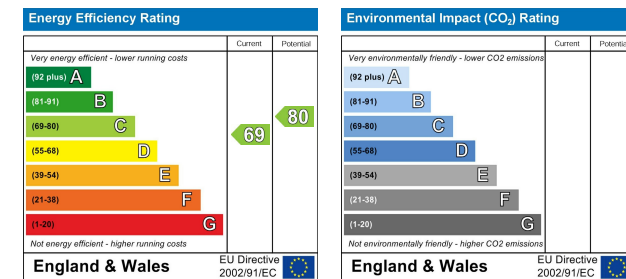 Energy Efficiency Rating
Current Potential
Very energy efficient - lower running costs
(92 plus) A
(81-91) B
(69-80) C
(55-68) D
(39-54) E
(21-38) F
(1-20) G
69
80
Not energy efficient - higher running costs
England & Wales
EU Directive
2002/91/EC
Environmental Impact (CO₂) Rating
Current Potential
Very environmentally friendly - lower CO2 emissions
(92 plus) A
(81-91) B
(69-80) C
(55-68) D
(39-54) E
(21-38) F
(1-20) G
Not environmentally friendly - higher CO2 emissions
England & Wales
EU Directive
2002/91/EC